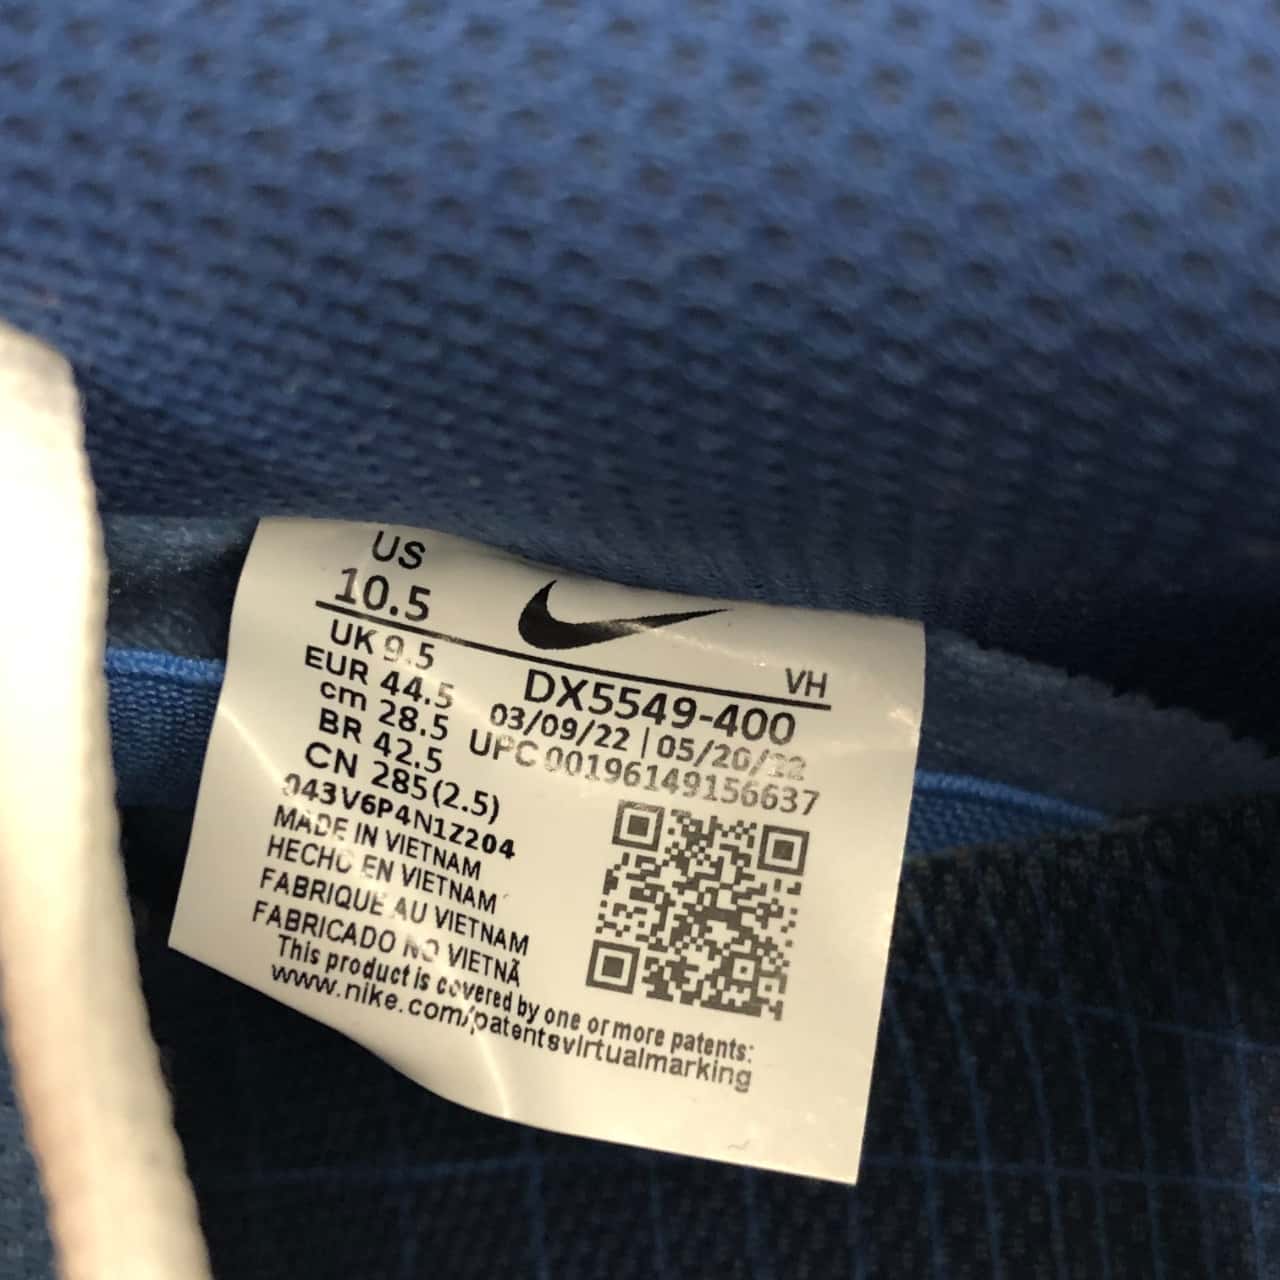 US
10.5
VH
UK 9.5
EUR 44.5
cm 28.5
BR 42.5
CN 285(2.5)
DX5549-400
03/09/22 | 05/20/22
UPC 00196149156637
043V6P4N1Z204
MADE IN VIETNAM
HECHO EN VIETNAM
FABRIQUE AU VIETNAM
FABRICADO NO VIETNÃ
This product is covered by one or more patents:
www.nike.com/patentsvirtualmarking